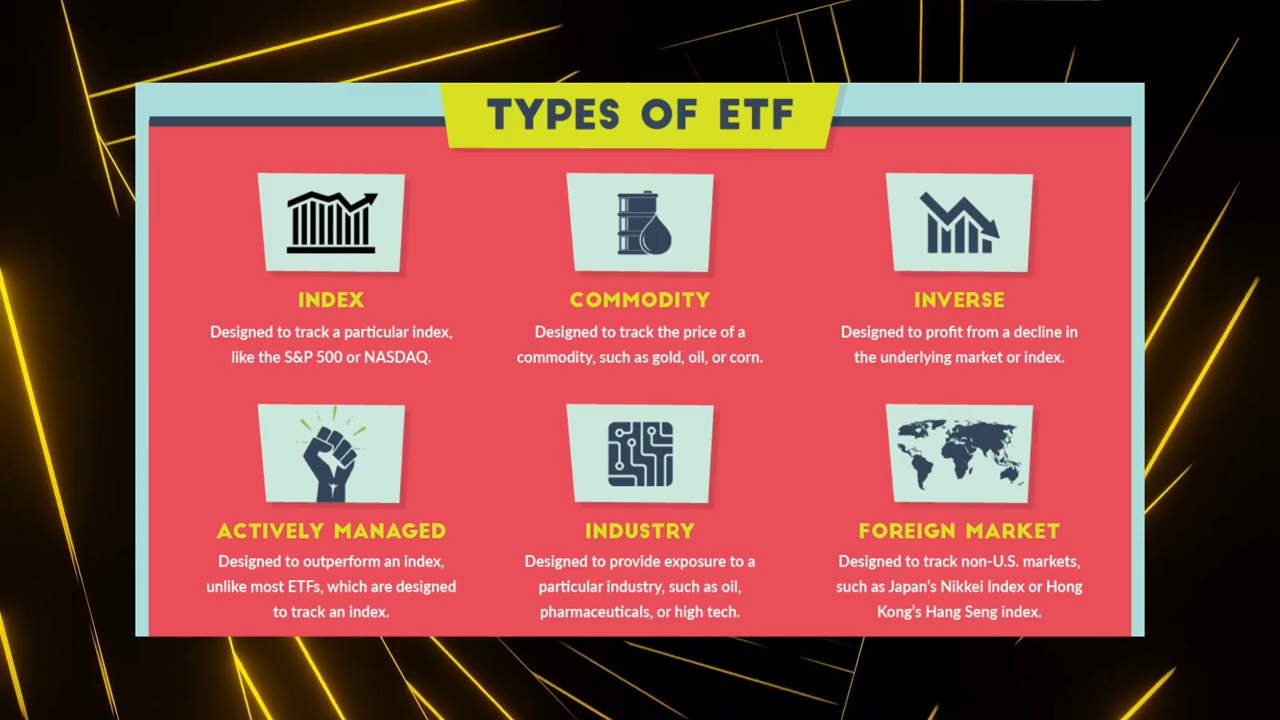 TYPES OF ETF
INDEX
Designed to track a particular index,
like the S&P 500 or NASDAQ.
COMMODITY
Designed to track the price of a
commodity, such as gold, oil, or corn.
INVERSE
Designed to profit from a decline in
the underlying market or index.
ACTIVELY MANAGED
Designed to outperform an index,
unlike most ETFs, which are designed
to track an index.
INDUSTRY
Designed to provide exposure to a
particular industry, such as oil,
pharmaceuticals, or high tech.
FOREIGN MARKET
Designed to track non-U.S. markets,
such as Japan's Nikkei Index or Hong
Kong's Hang Seng index.